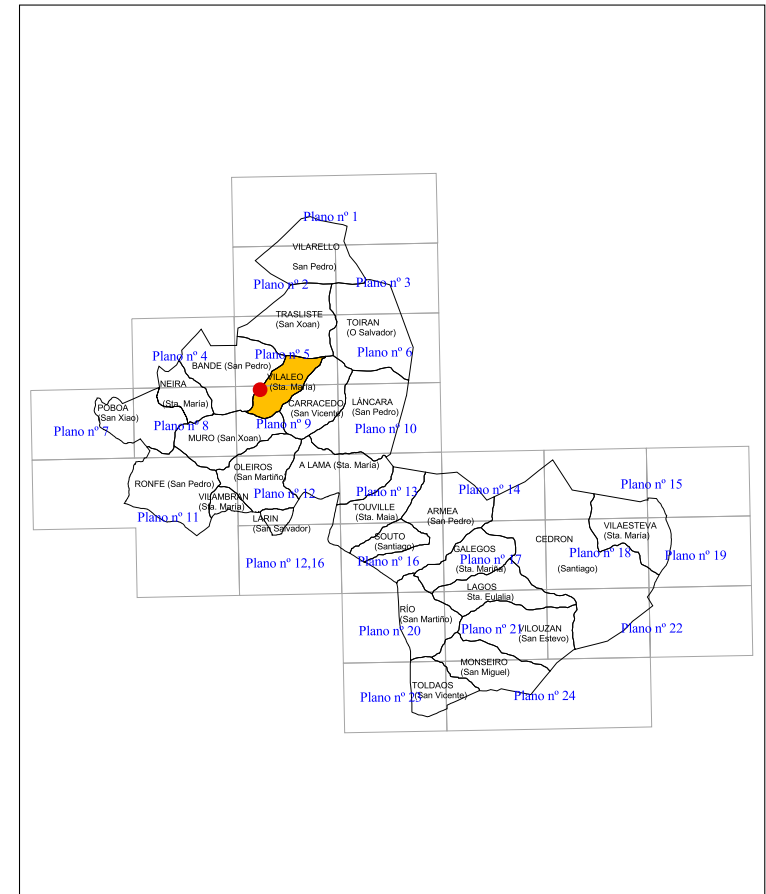 Plano nº 1
VILARELLO
San Pedro)
Plano nº 2
Plano nº 3
TRASLISTE
(San Xoan)
TOIRAN
(O Salvador)
Plano nº 4
Plano nº 5
Plano nº 6
BANDE (San Pedro)
VILALEO
(Sta. María)
NEIRA
(Sta. María)
POBOA
(San Xiao)
CARRACEDO
(San Vicente)
LÁNCARA
(San Pedro)
Plano nº 7
Plano nº 8
Plano nº 9
Plano nº 10
MURO (San Xoan)
OLEIROS
(San Martiño)
A LAMA (Sta. María)
RONFE (San Pedro)
VILAMBRAN
(Sta. María)
Plano nº 11
Plano nº 12
Plano nº 13
Plano nº 14
Plano nº 15
LARIN
(San Salvador)
TOUVILLE
(Sta. Maia)
ARMEA
(San Pedro)
VILAESTEVA
(Sta. María)
SOUTO
(Santiago)
CEDRON
(Santiago)
GALEGOS
(Sta. Mariña)
Plano nº 12,16
Plano nº 16
Plano nº 17
Plano nº 18
Plano nº 19
LAGOS
Sta. Eulalia)
RÍO
(San Martiño)
Plano nº 20
Plano nº 21
VILOUZAN
(San Estevo)
Plano nº 22
MONSEIRO
(San Miguel)
TOLDAOS
(San Vicente)
Plano nº 23
Plano nº 24